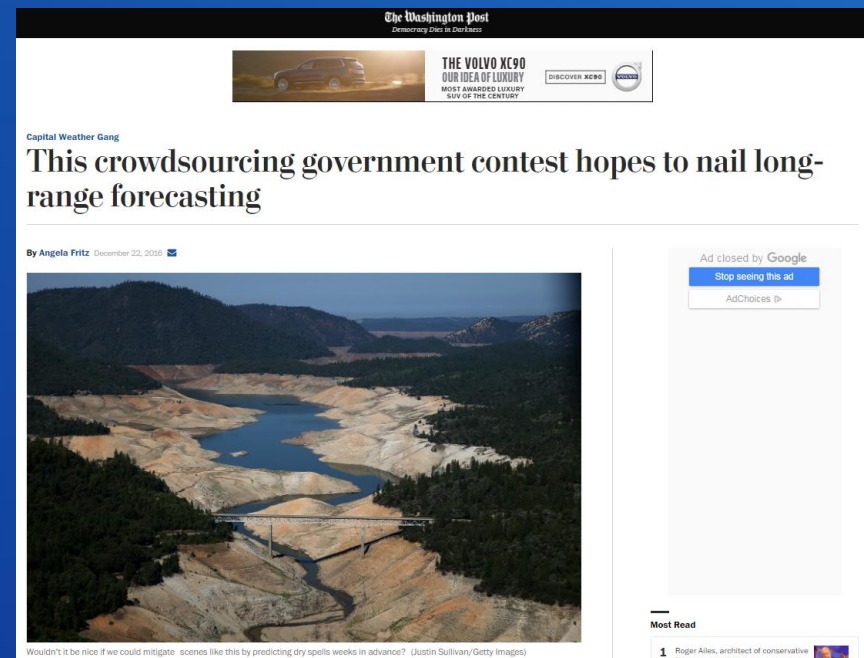 The Washington Post
Democracy Dies in Darkness
THE VOLVO XC90
OUR IDEA OF LUXURY
MOST AWARDED LUXURY
SUV OF THE CENTURY
DISCOVER XC90
VOLVO
Capital Weather Gang
This crowdsourcing government contest hopes to nail long-
range forecasting
By Angela Fritz December 22, 2016
Ad closed by Google
Stop seeing this ad
AdChoices
Wouldn't it be nice if we could mitigate scenes like this by predicting dry spells weeks in advance? (Justin Sullivan/Getty Images)
Most Read
1 Roger Ailes, architect of conservative